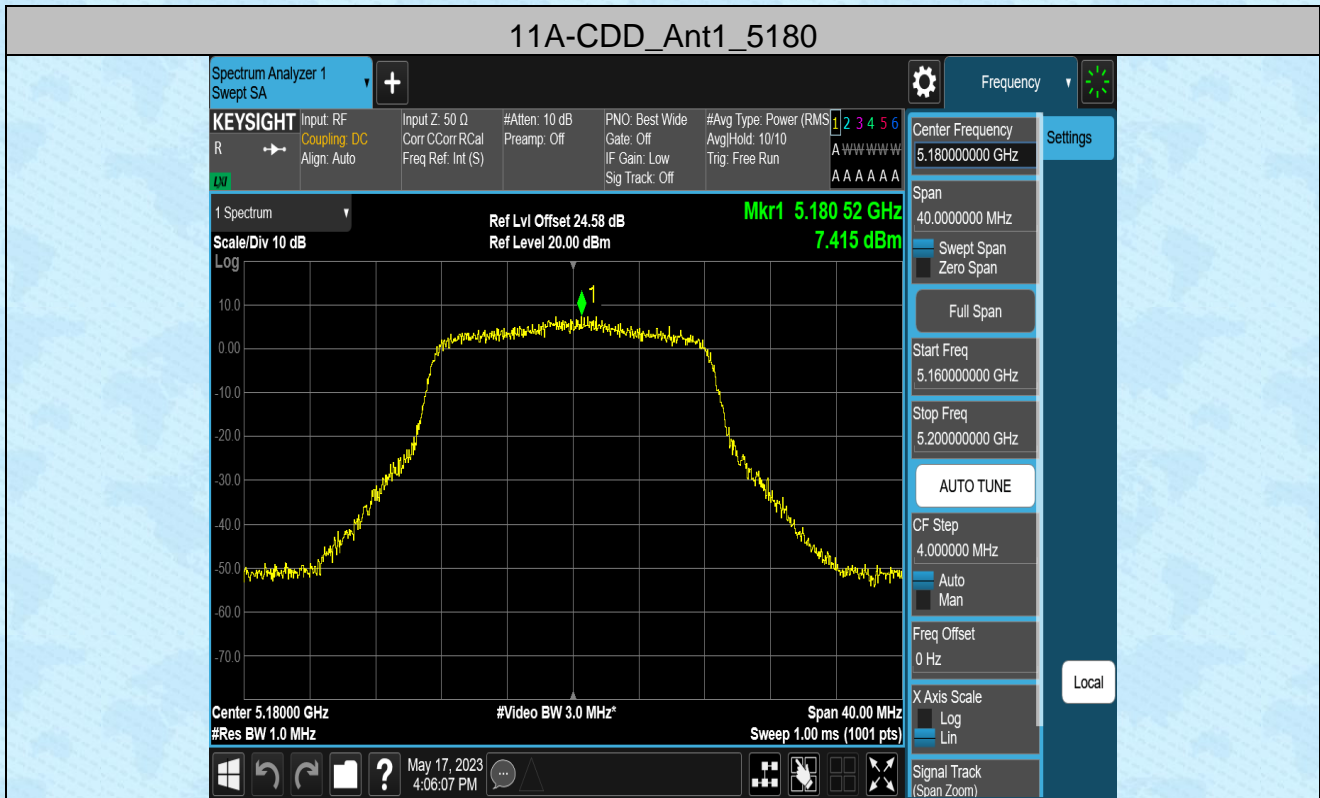 11A-CDD_Ant1_5180
Spectrum Analyzer 1
Swept SA
Frequency
KEYSIGHT
R
LXI
Input: RF
Coupling: DC
Align: Auto
Input Z: 50 Ω
Corr CCorr RCal
Freq Ref: Int (S)
#Atten: 10 dB
Preamp: Off
PNO: Best Wide
Gate: Off
IF Gain: Low
Sig Track: Off
#Avg Type: Power (RMS
Avg|Hold: 10/10
Trig: Free Run
1 2 3 4 5 6
A W W W W W
A A A A A A
1 Spectrum
Scale/Div 10 dB
Log
Ref Lvl Offset 24.58 dB
Ref Level 20.00 dBm
Mkr1 5.180 52 GHz
7.415 dBm
1
10.0
0.00
-10.0
-20.0
-30.0
-40.0
-50.0
-60.0
-70.0
Center 5.18000 GHz
#Res BW 1.0 MHz
#Video BW 3.0 MHz*
Span 40.00 MHz
Sweep 1.00 ms (1001 pts)
Center Frequency
5.180000000 GHz
Settings
Span
40.0000000 MHz
Swept Span
Zero Span
Full Span
Start Freq
5.160000000 GHz
Stop Freq
5.200000000 GHz
AUTO TUNE
CF Step
4.000000 MHz
Auto
Man
Freq Offset
0 Hz
X Axis Scale
Log
Lin
Local
Signal Track
(Span Zoom)
?
May 17, 2023
4:06:07 PM